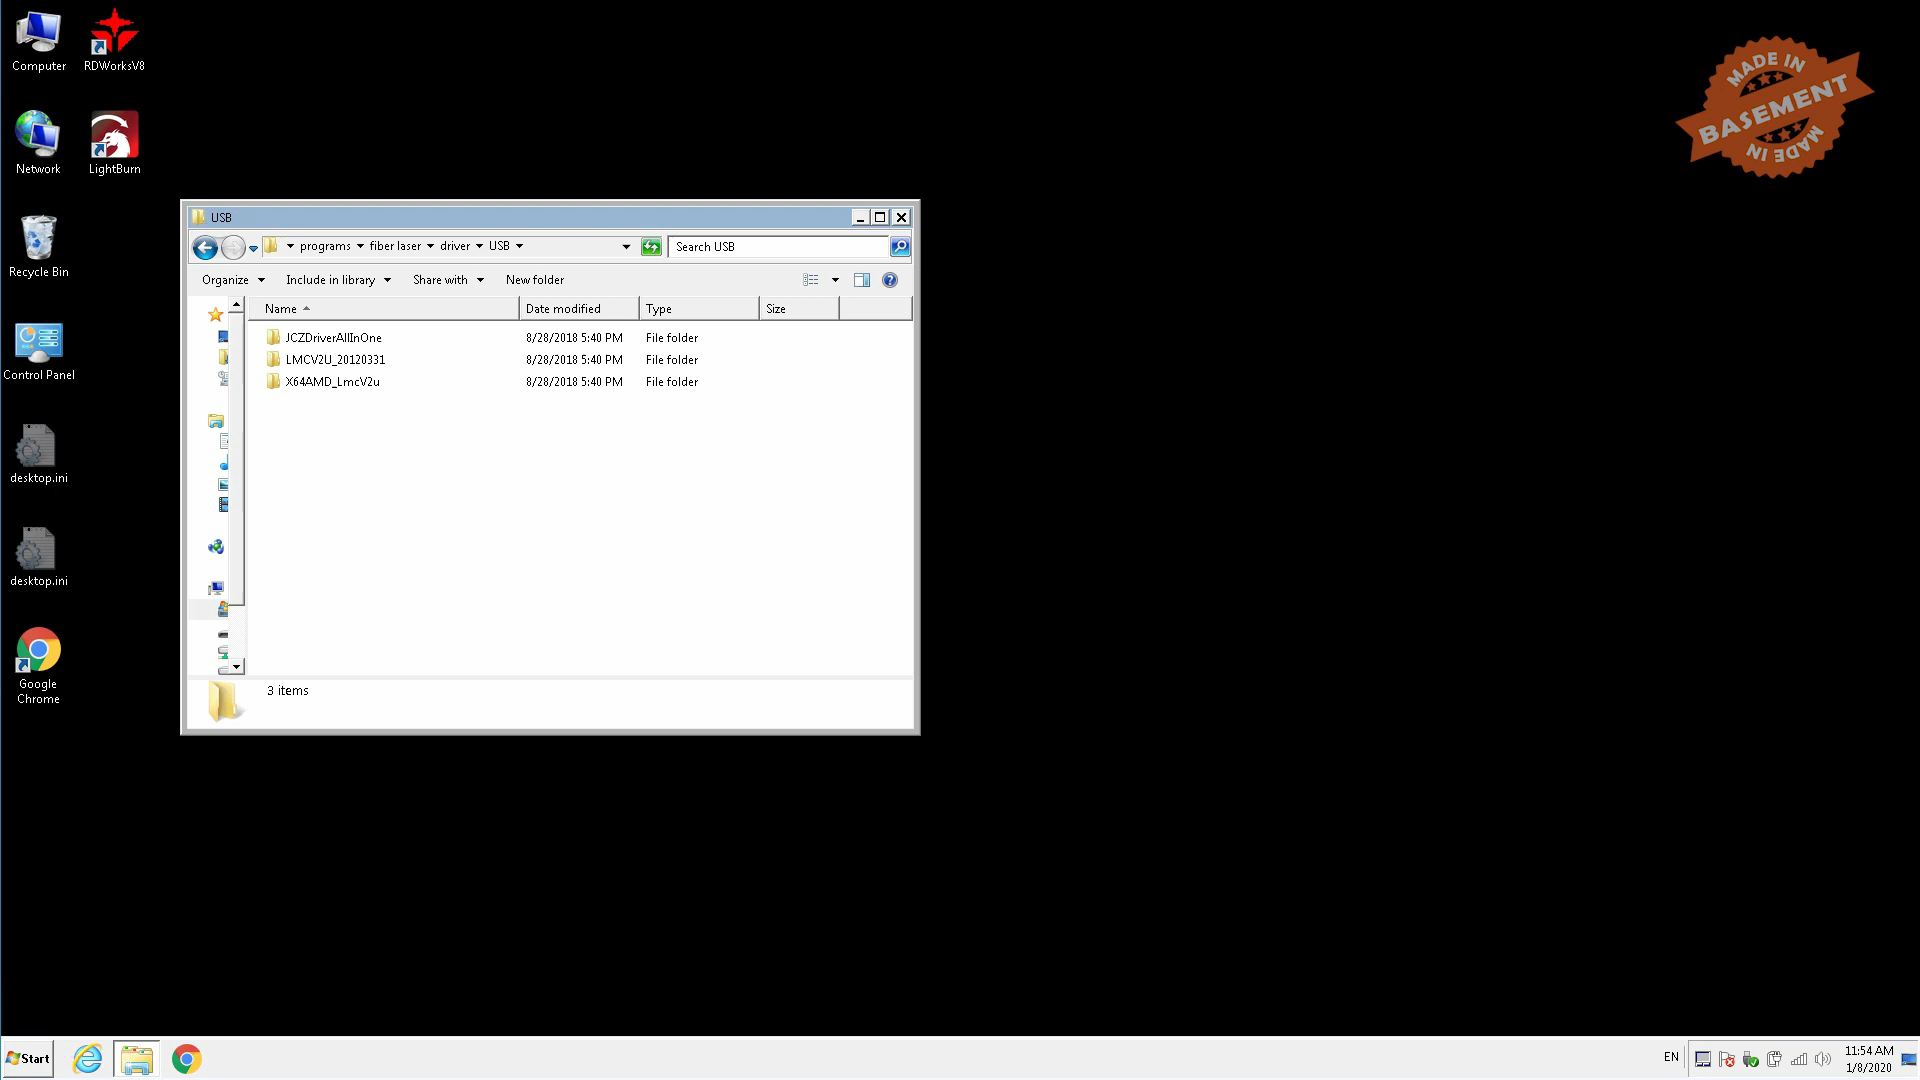 Computer
RDWorksV8
Network
LightBurn
Recycle Bin
Control Panel
desktop.ini
desktop.ini
Google
Chrome
MADE IN
BASEMENT
MADE IN
USB
programs
fiber laser
driver
USB
Search USB
Organize
Include in library
Share with
New folder
Name
Date modified
Type
Size
JCZDriverAllInOne
8/28/2018 5:40 PM
File folder
LMCV2U_20120331
8/28/2018 5:40 PM
File folder
X64AMD_LmcV2u
8/28/2018 5:40 PM
File folder
3 items
Start
EN
11:54 AM
1/8/2020